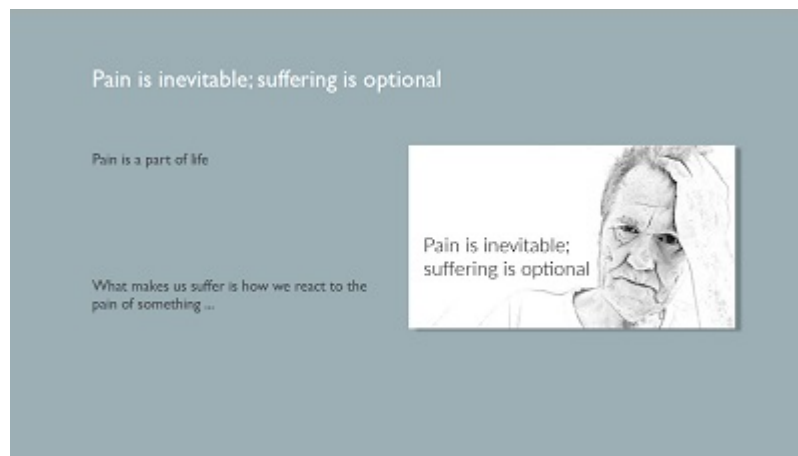 Pain is inevitable; suffering is optional
Pain is a part of life
What makes us suffer is how we react to the
pain of something ...
Pain is inevitable;
suffering is optional